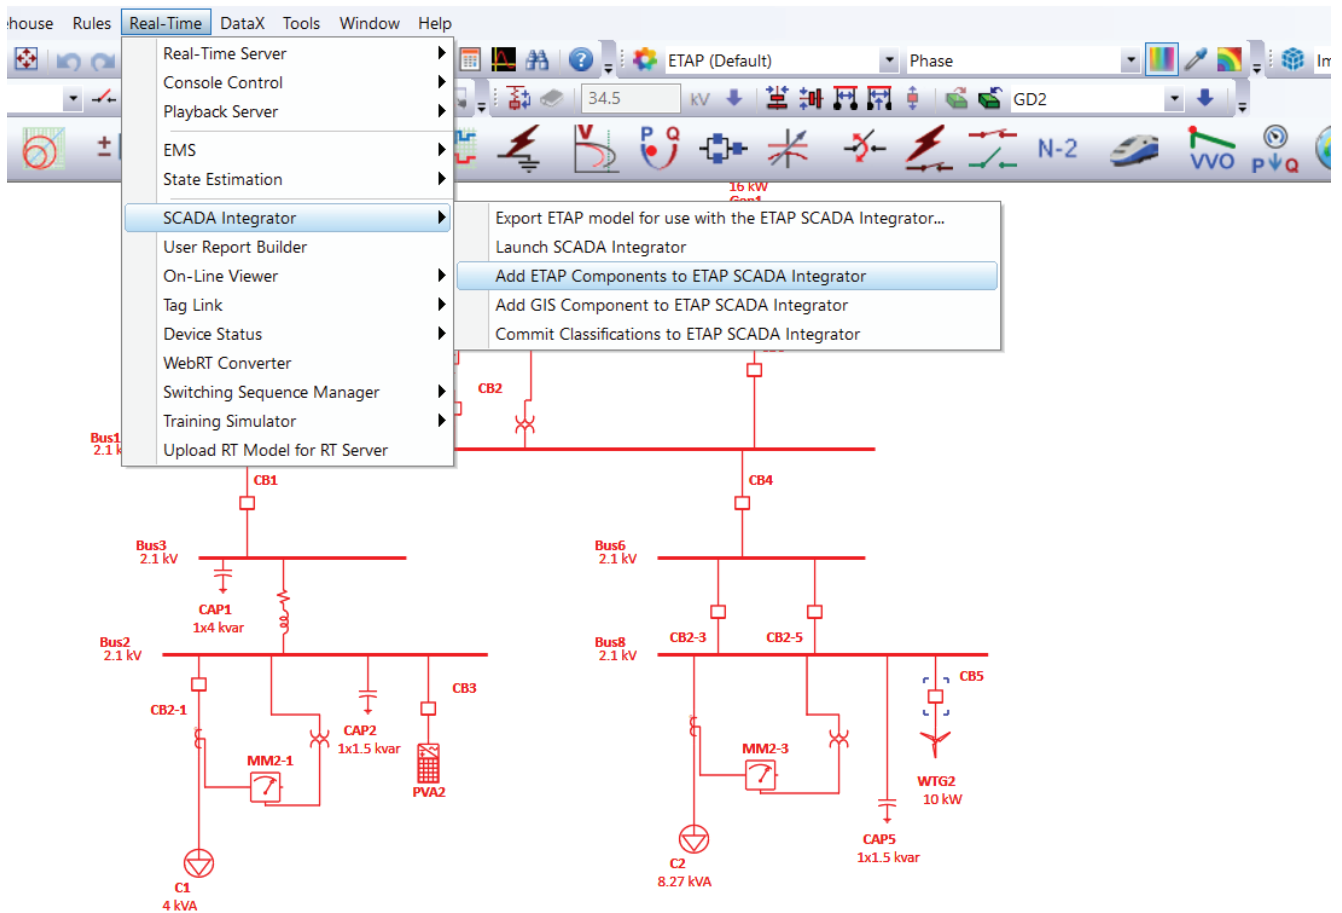 Rules Real-Time DataX Tools Window Help
ETAP (Default) Phase
34.5 kV GD2
V P Q N-2 VVO P Q
Real-Time Server
Console Control
Playback Server
EMS
State Estimation
SCADA Integrator
User Report Builder
On-Line Viewer
Tag Link
Device Status
WebRT Converter
Switching Sequence Manager
Training Simulator
Upload RT Model for RT Server
16 kW
Export ETAP model for use with the ETAP SCADA Integrator...
Launch SCADA Integrator
Add ETAP Components to ETAP SCADA Integrator
Add GIS Component to ETAP SCADA Integrator
Commit Classifications to ETAP SCADA Integrator
CB2
Bus1
2.1
CB1 CB4
Bus3
2.1 kV
Bus6
2.1 kV
CAP1
1x4 kvar
Bus2
2.1 kV
CB2-3 CB2-5
Bus8
2.1 kV
CB2-1
CB3
CB5
CAP2
1x1.5 kvar
MM2-1
PVA2
MM2-3
WTG2
10 kW
CAP5
1x1.5 kvar
C1
4 kVA
C2
8.27 kVA